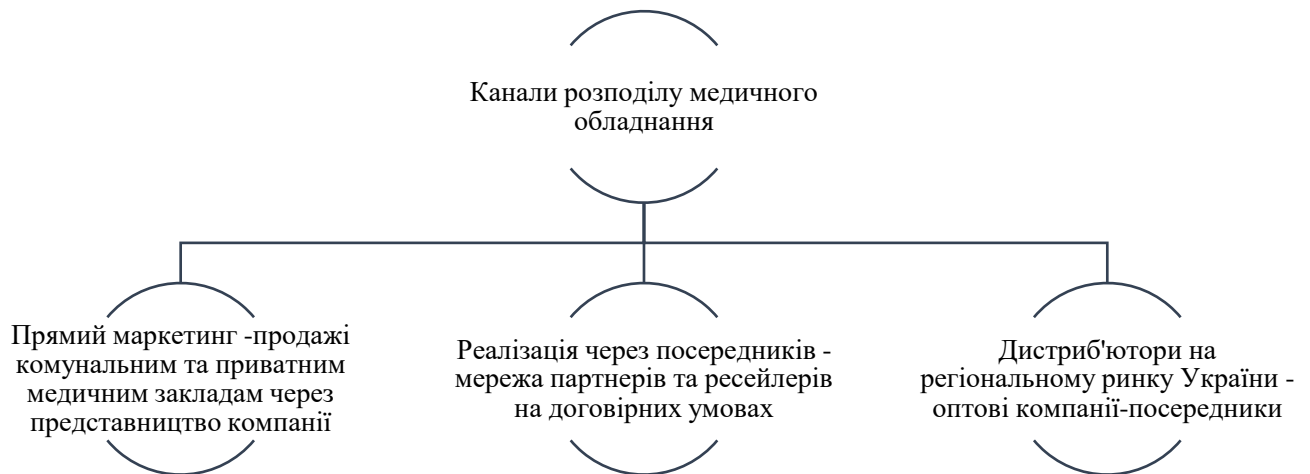 Канали розподілу медичного
обладнання
Прямий маркетинг -продажі
комунальним та приватним
медичним закладам через
представництво компанії
Реалізація через посередників -
мережа партнерів та ресейлерів
на договірних умовах
Дистриб'ютори на
регіональному ринку України -
оптові компанії-посередники